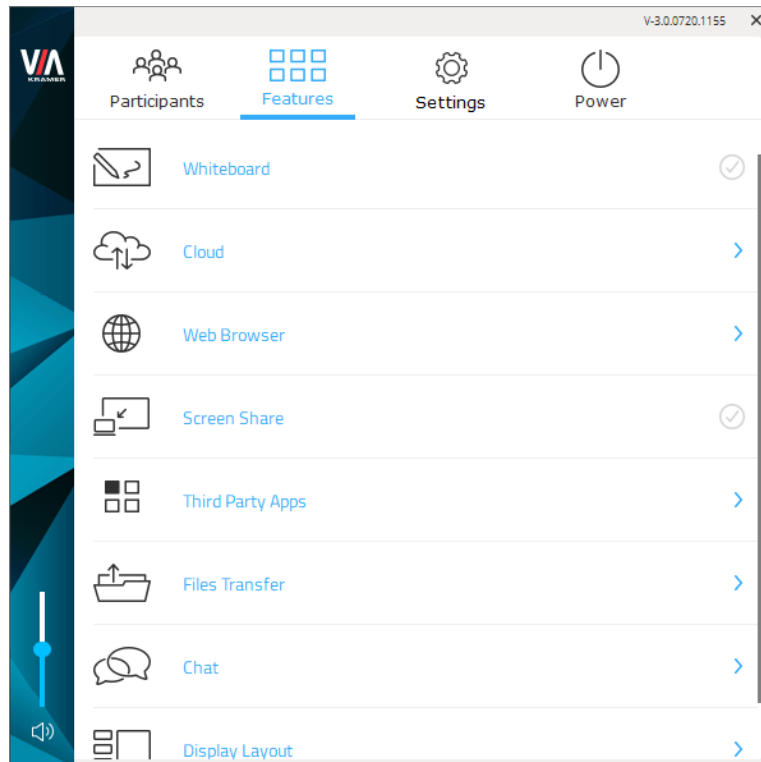 V-3.0.0720.1155
VIA
KRAMER
Participants
Features
Settings
Power
Whiteboard
Cloud
Web Browser
Screen Share
Third Party Apps
Files Transfer
Chat
Display Layout